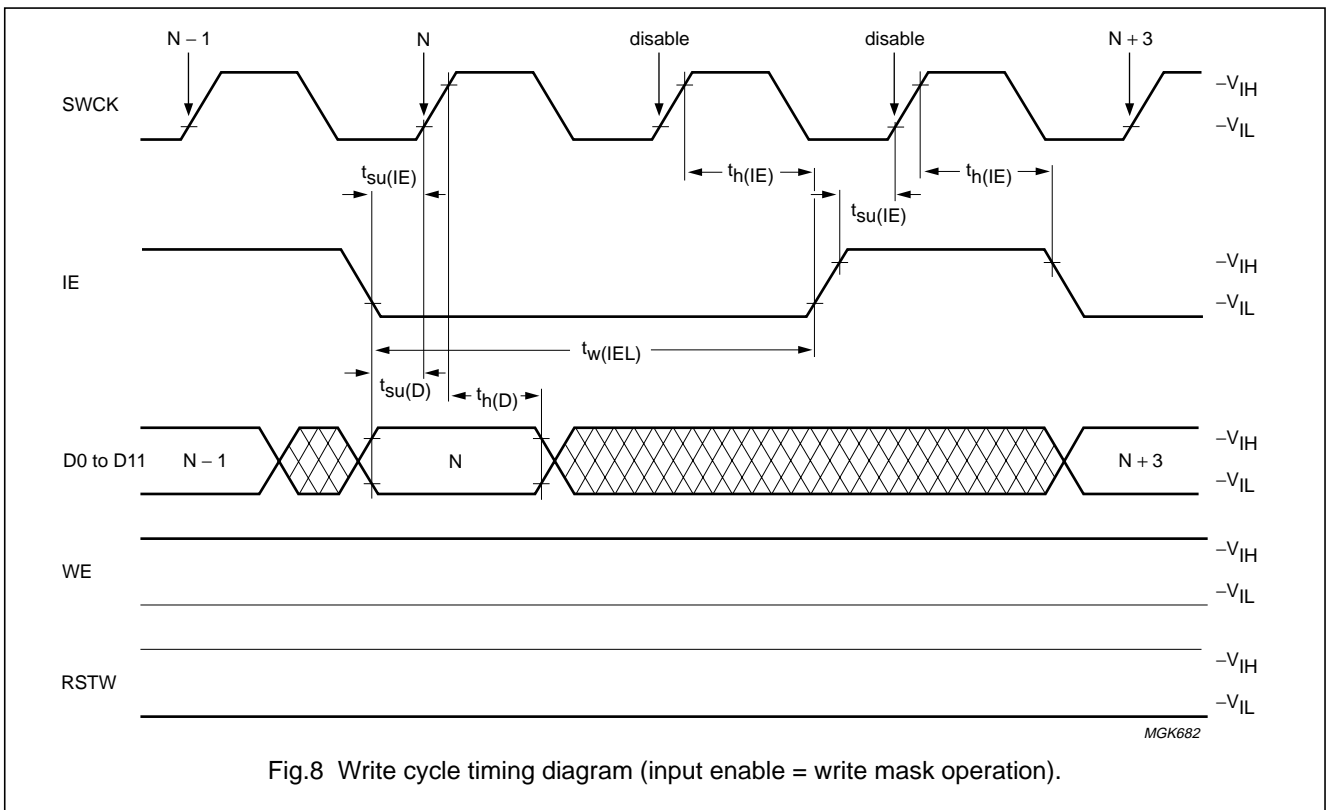 N – 1 N disable disable N + 3
SWCK
–VIH
–VIL
tsu(IE) th(IE) th(IE)
tsu(IE)
IE
–VIH
–VIL
tw(IEL)
tsu(D) th(D)
D0 to D11 N – 1 N N + 3
–VIH
–VIL
WE
–VIH
–VIL
RSTW
–VIH
–VIL
MGK682
Fig.8 Write cycle timing diagram (input enable = write mask operation).